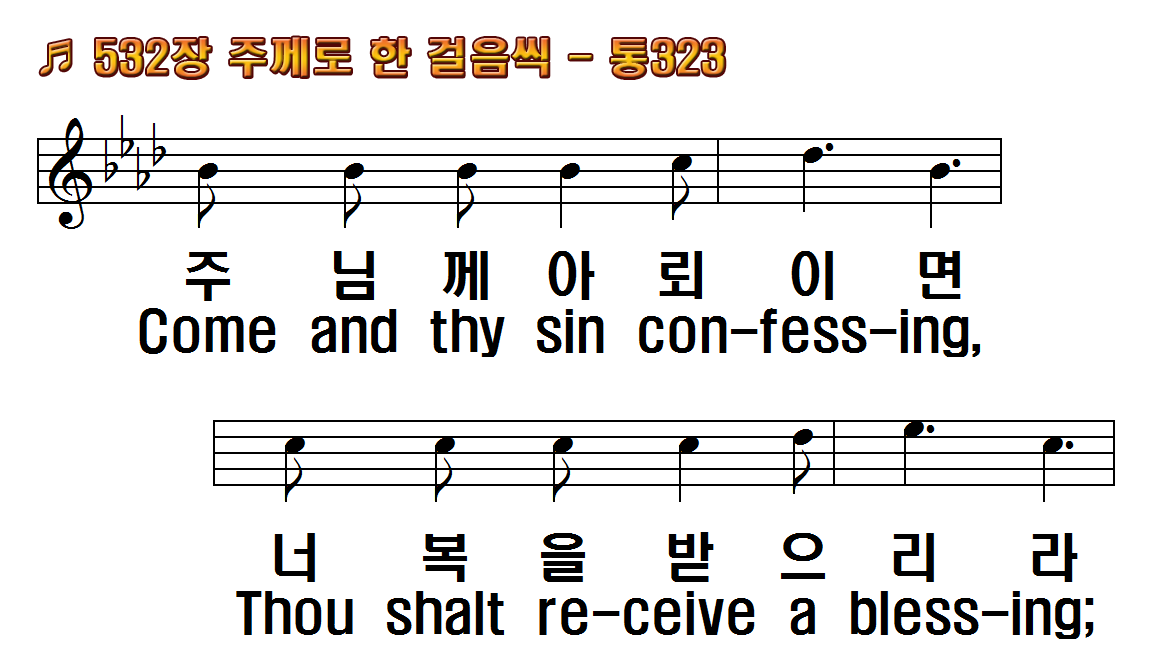 ♬ 532장 주께로 한 걸음씩 - 통323
주 님 께 아 뢰 이 면
Come and thy sin con-fess-ing,
너 복 을 받 으 리 라
Thou shalt re-ceive a bless-ing;